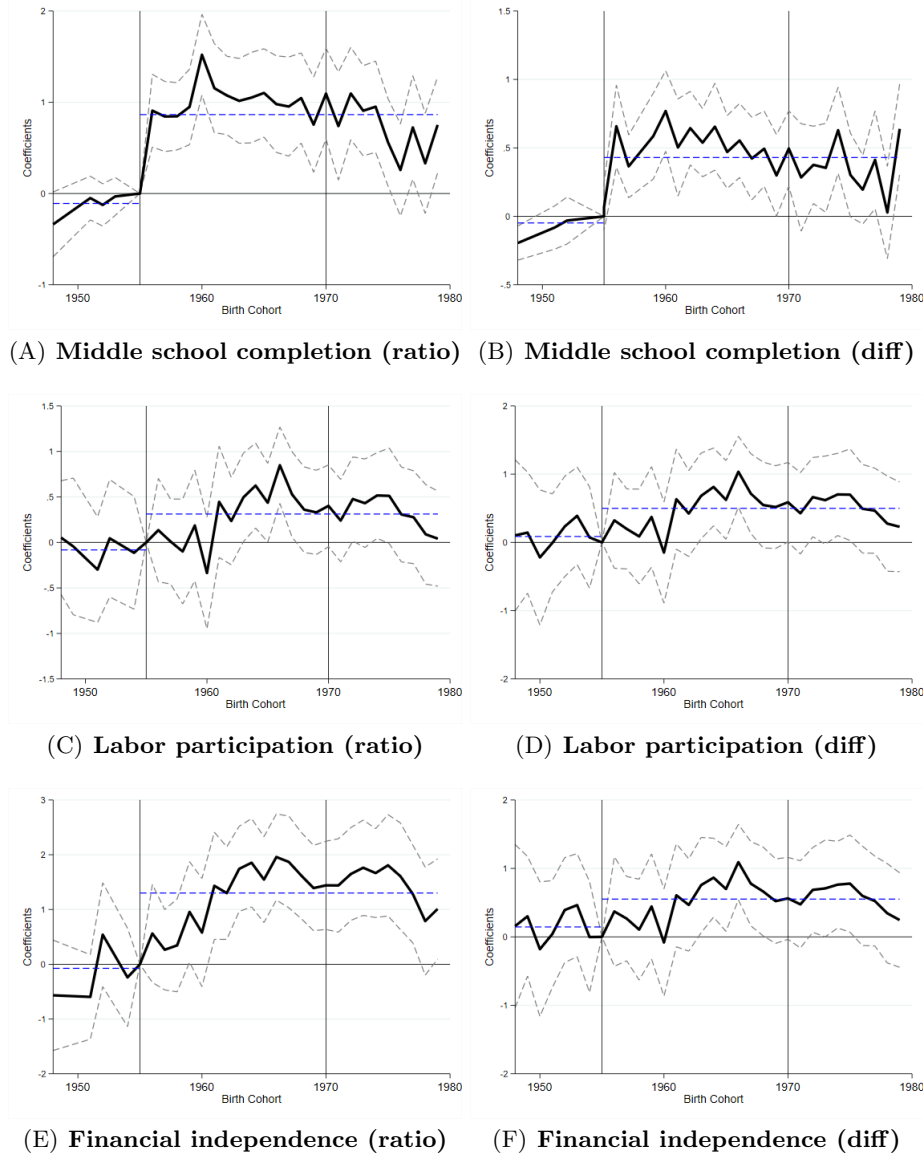 2
1
0
-1
Coefficients
1950 1960 1970 1980
Birth Cohort
(A) Middle school completion (ratio)
1.5
1
.5
0
-.5
Coefficients
1950 1960 1970 1980
Birth Cohort
(B) Middle school completion (diff)
1.5
1
.5
0
-.5
-1
-1.5
Coefficients
1950 1960 1970 1980
Birth Cohort
(C) Labor participation (ratio)
2
1
0
-1
-2
Coefficients
1950 1960 1970 1980
Birth Cohort
(D) Labor participation (diff)
3
2
1
0
-1
-2
Coefficients
1950 1960 1970 1980
Birth Cohort
(E) Financial independence (ratio)
2
1
0
-1
-2
Coefficients
1950 1960 1970 1980
Birth Cohort
(F) Financial independence (diff)